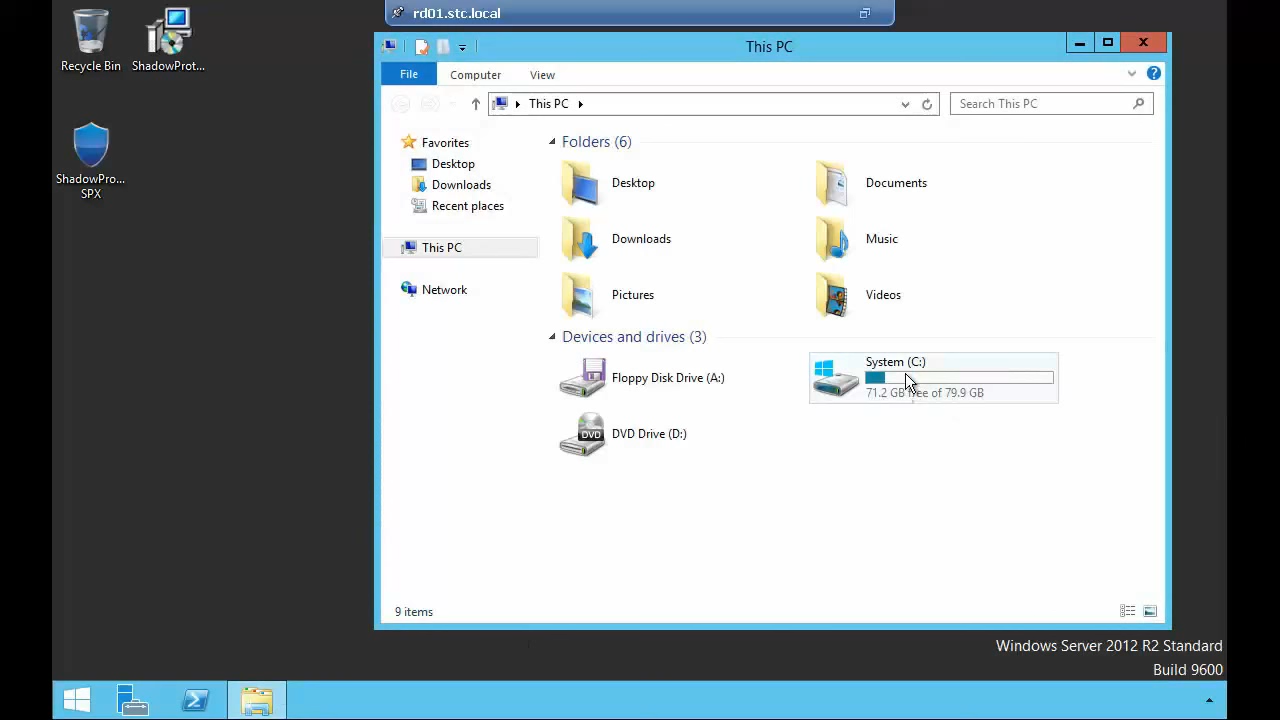 rd01.stc.local
Recycle Bin
ShadowProt...
ShadowPro...
SPX
This PC
File
Computer
View
This PC
Search This PC
Favorites
Desktop
Downloads
Recent places
This PC
Network
Folders (6)
Desktop
Documents
Downloads
Music
Pictures
Videos
Devices and drives (3)
Floppy Disk Drive (A:)
System (C:)
71.2 GB free of 79.9 GB
DVD
DVD Drive (D:)
9 items
Windows Server 2012 R2 Standard
Build 9600